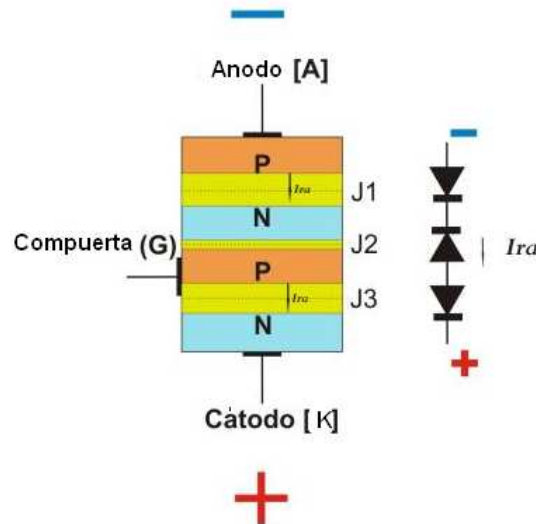 Anodo [A]
P
Ira
J1
N
Compuerta (G)
J2
P
Ira
J3
N
Cátodo [ K]
Ira